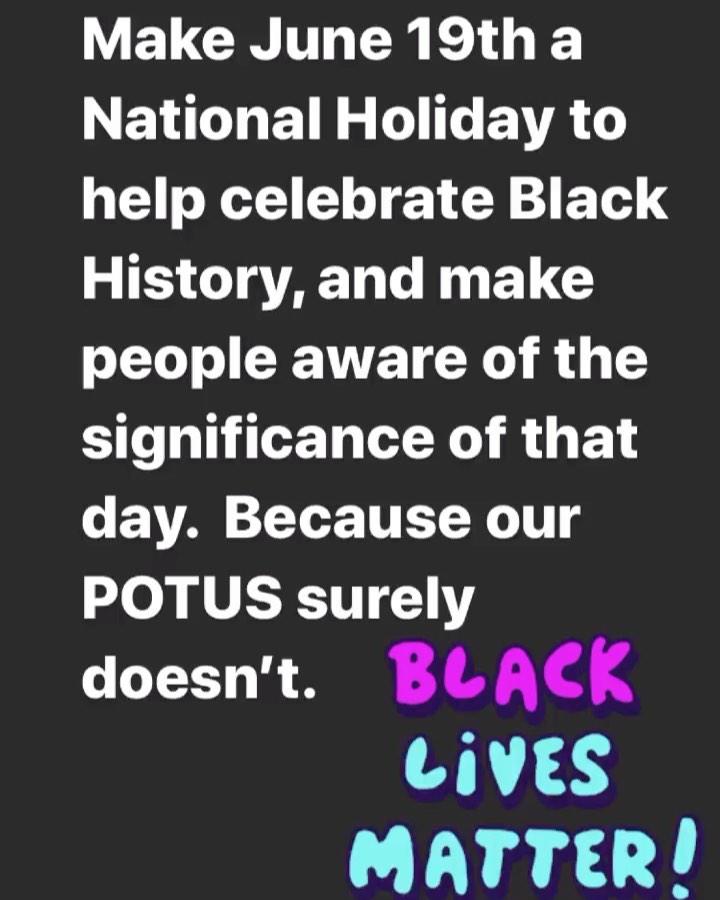 Make June 19th a
National Holiday to
help celebrate Black
History, and make
people aware of the
significance of that
day.  Because our
POTUS surely
doesn’t.
BLACK
LiVES
MATTER!